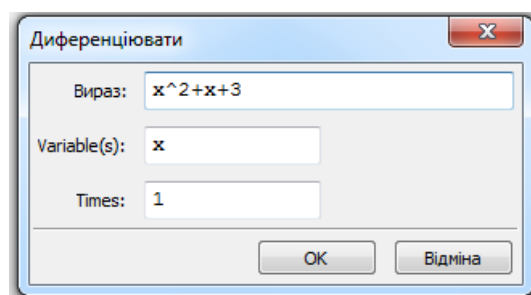 Диференціювати
Вираз: x^2+x+3
Variable(s): x
Times: 1
OK Відміна